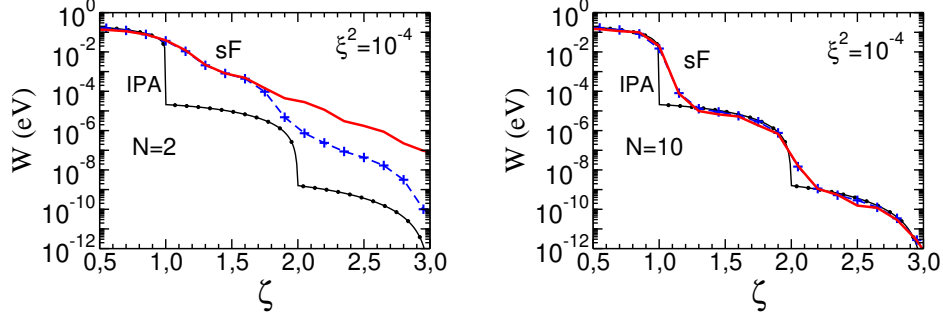 10^0
10^-2
10^-4
10^-6
10^-8
10^-10
10^-12
W (eV)
ξ^2=10^-4
sF
IPA
N=2
0,5 1,0 1,5 2,0 2,5 3,0
ζ
10^0
10^-2
10^-4
10^-6
10^-8
10^-10
10^-12
W (eV)
ξ^2=10^-4
sF
IPA
N=10
0,5 1,0 1,5 2,0 2,5 3,0
ζ